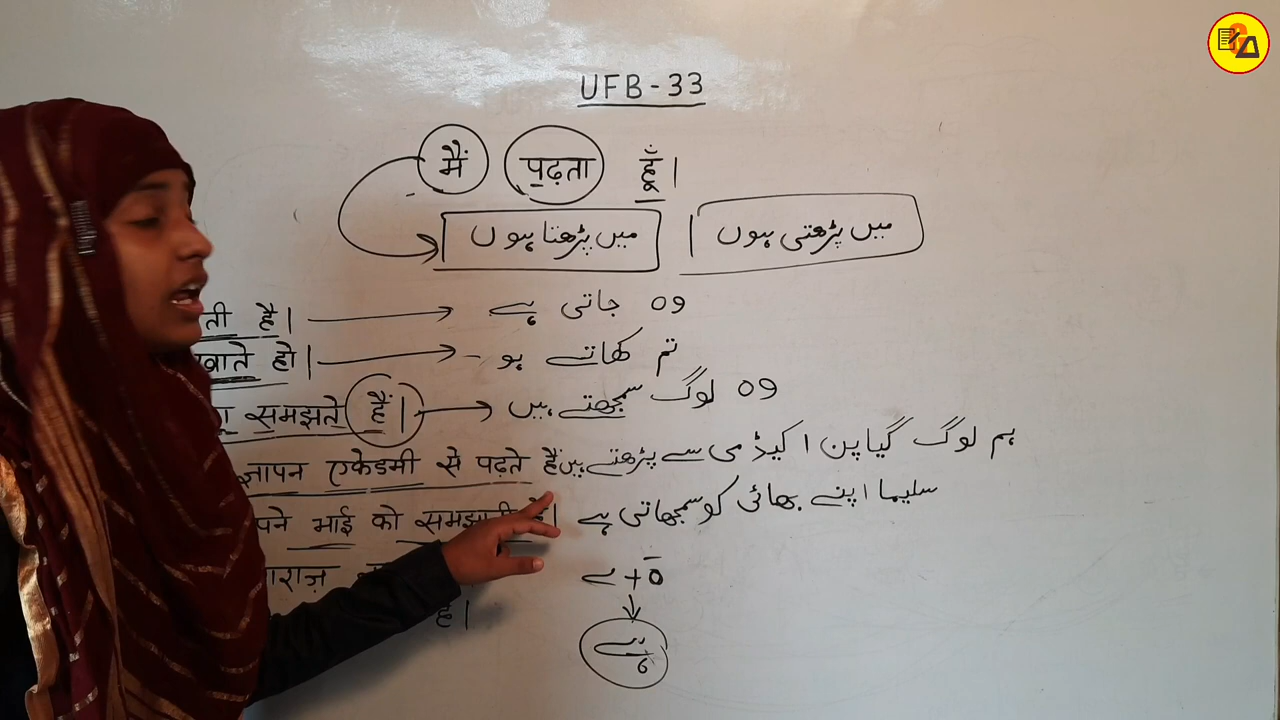 UFB-33
मैं पढ़ता हूँ।
میں پڑھتا ہوں | میں پڑھتی ہوں
ती है। وہ جاتی ہے
खाते हो। تم کھاتے ہو -
समझते हैं। وہ لوگ سمجھتے ہیں
ज्ञापन एकेडमी से पढ़ते हैं ہم لوگ گیاپن اکیڈمی سے پڑھتے ہیں
पने भाई को समझाती है। سلیما اپنے بھائی کو سمجھاتی ہے
ाराज़ ے + ہ
है। ہے